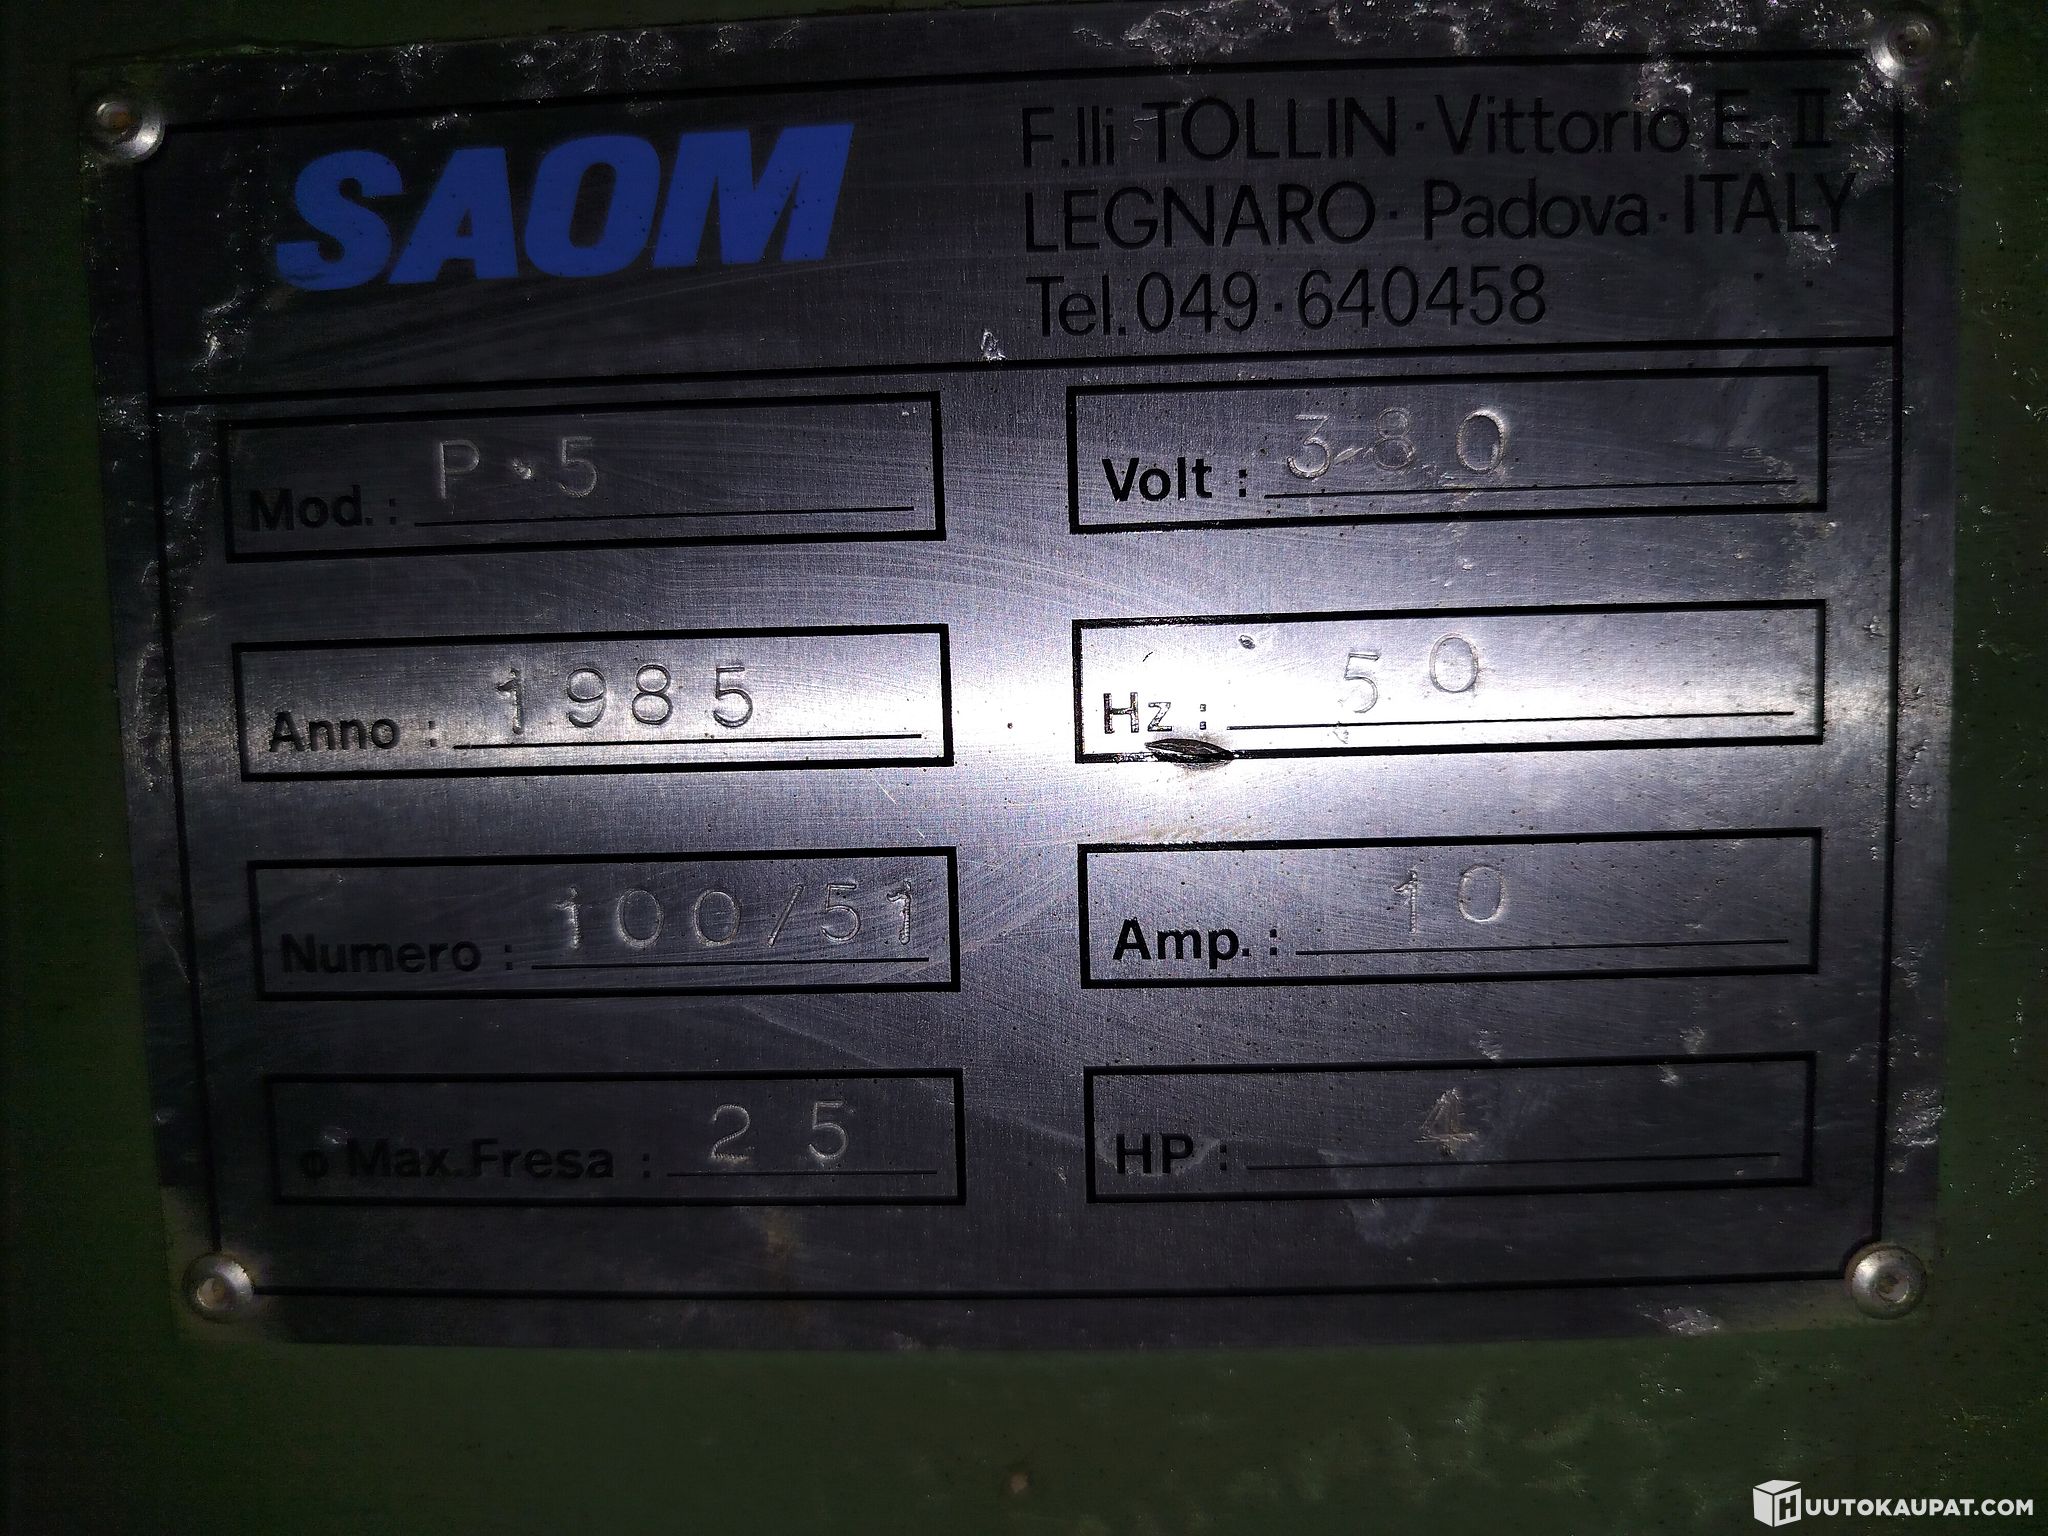 SAOM
F.lli TOLLIN · Vittorio E. II
LEGNARO · Padova · ITALY
Tel. 049 · 640458
Mod.: P.5
Volt: 380
Anno: 1985
Hz: 50
Numero: 100/51
Amp.: 10
φ Max.Fresa: 25
HP: 4
HUUTOKAUPAT.COM